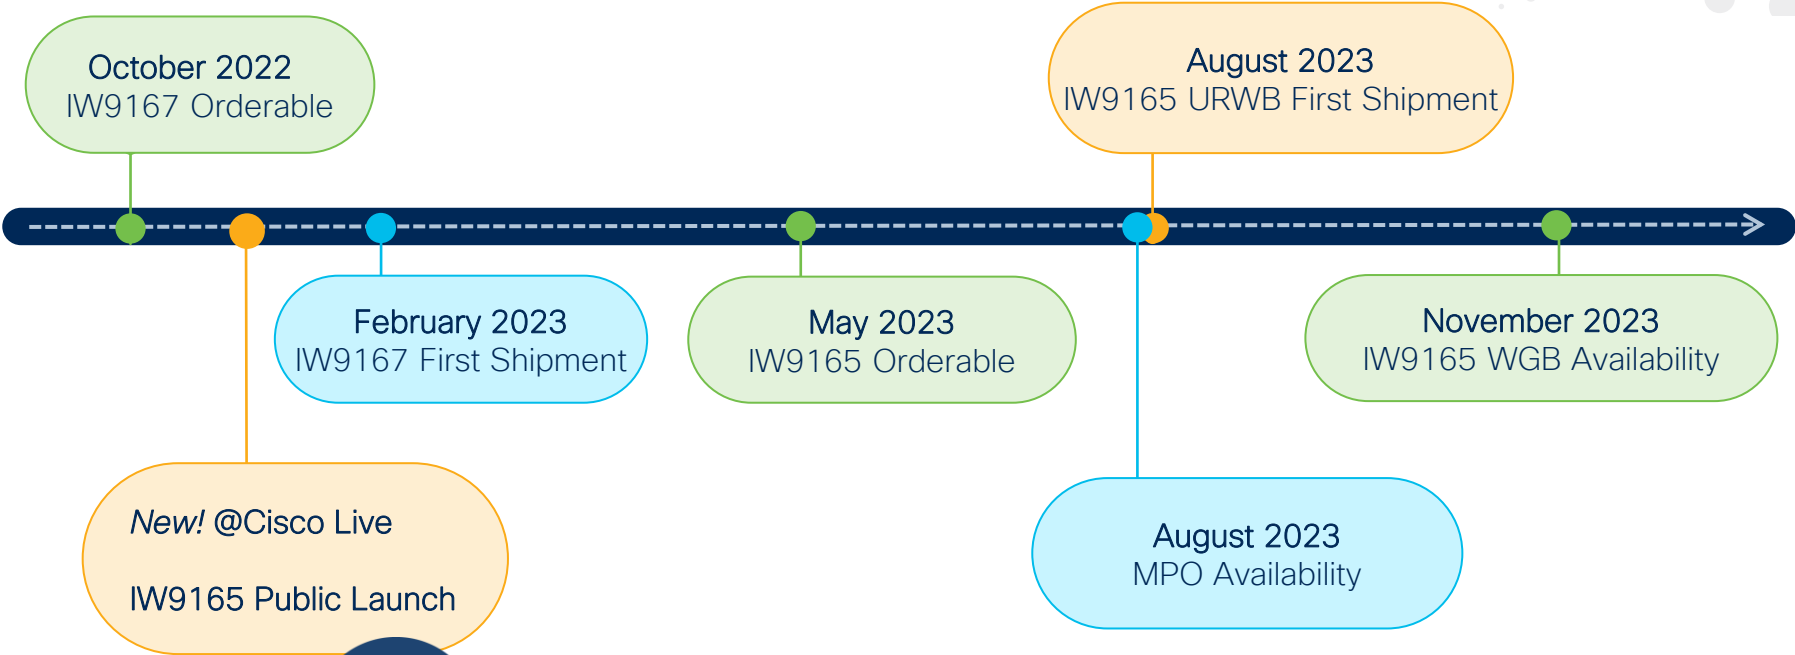 October 2022
IW9167 Orderable
August 2023
IW9165 URWB First Shipment
February 2023
IW9167 First Shipment
May 2023
IW9165 Orderable
November 2023
IW9165 WGB Availability
New! @Cisco Live
IW9165 Public Launch
August 2023
MPO Availability